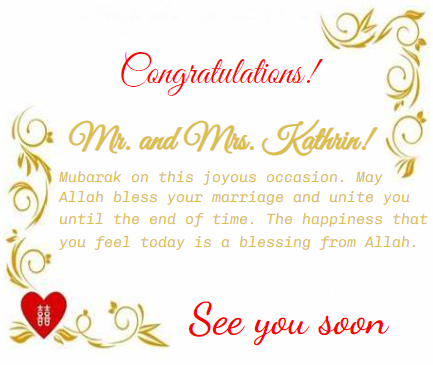 Congratulations!
Mr. and Mrs. Kathrin!
Mubarak on this joyous occasion. May
Allah bless your marriage and unite you
until the end of time. The happiness that
you feel today is a blessing from Allah.
囍
See you soon